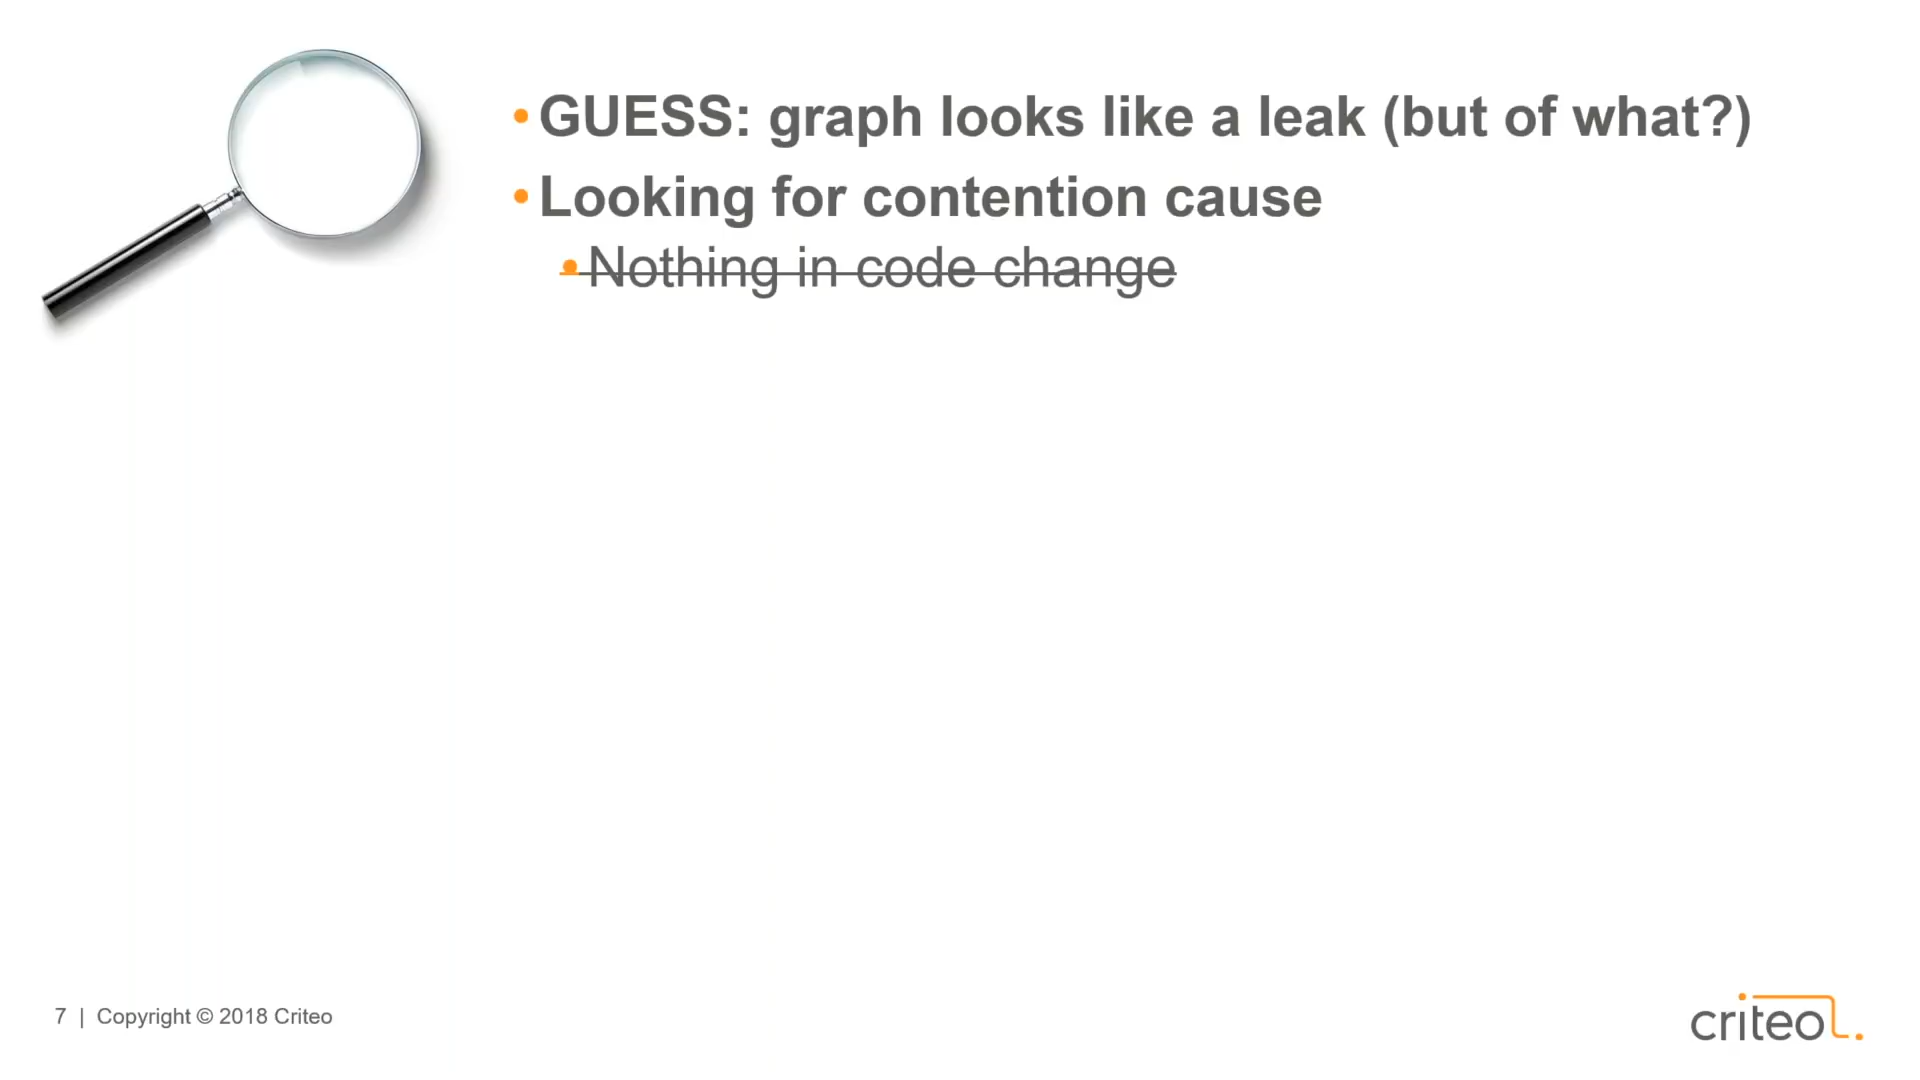 • GUESS: graph looks like a leak (but of what?)
• Looking for contention cause
• Nothing in code change
7 | Copyright © 2018 Criteo
criteo